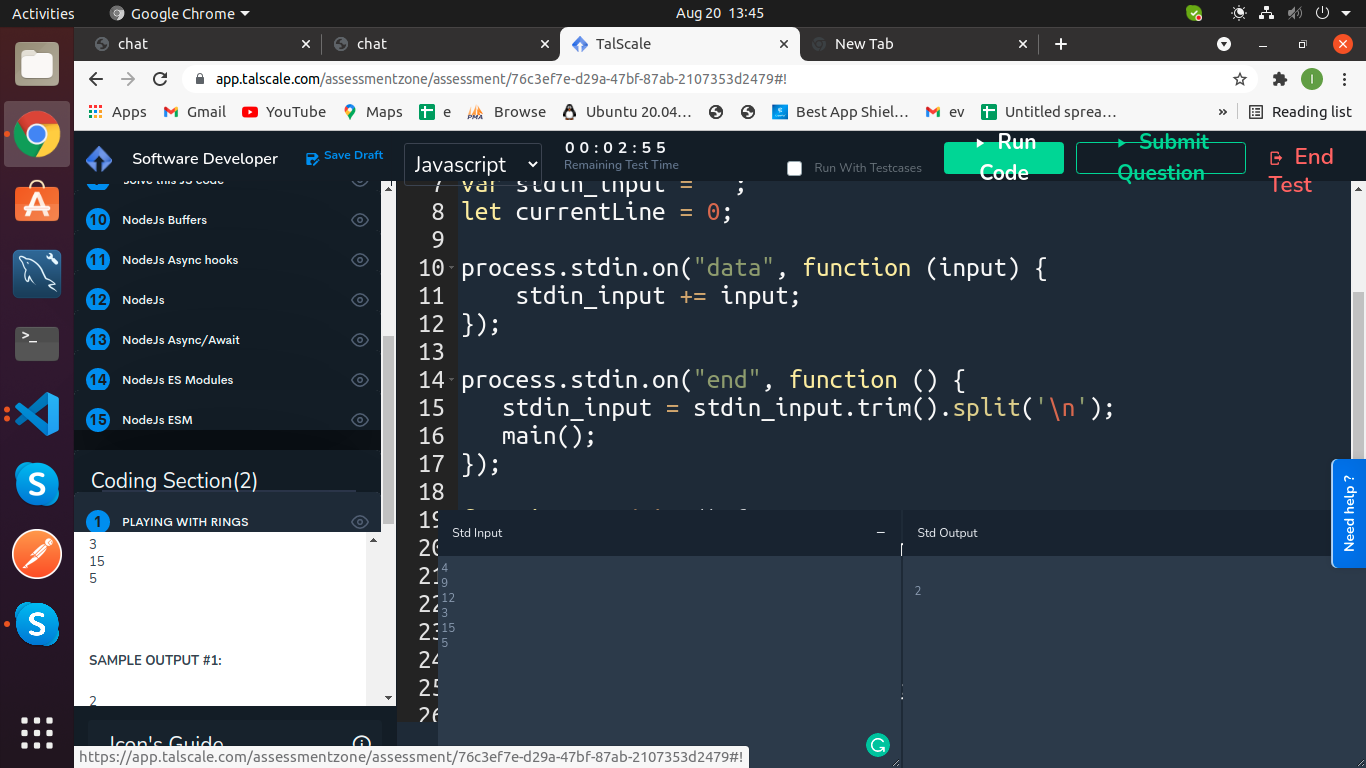 Activities
Google Chrome
Aug 20 13:45
chat
chat
TalScale
New Tab
app.talscale.com/assessmentzone/assessment/76c3ef7e-d29a-47bf-87ab-2107353d2479#!
I
Apps
Gmail
YouTube
Maps
e
Browse
Ubuntu 20.04…
Best App Shiel…
ev
Untitled sprea…
»
Reading list
Software Developer
Save Draft
Javascript
00:02:55
Remaining Test Time
Run With Testcases
Run Code
Submit Question
End Test
Solve this JS code
10 NodeJs Buffers
11 NodeJs Async hooks
12 NodeJs
13 NodeJs Async/Await
14 NodeJs ES Modules
15 NodeJs ESM
Coding Section(2)
1 PLAYING WITH RINGS
3
15
5
SAMPLE OUTPUT #1:
2
Icon's Guide
7 var stdin_input = ;
8 let currentLine = 0;
9
10 process.stdin.on("data", function (input) {
11 stdin_input += input;
12 });
13
14 process.stdin.on("end", function () {
15 stdin_input = stdin_input.trim().split('\n');
16 main();
17 });
18
19
20
21
22
23
24
25
26
Std Input
4
9
12
3
15
5
Std Output
2
Need help ?
https://app.talscale.com/assessmentzone/assessment/76c3ef7e-d29a-47bf-87ab-2107353d2479#!